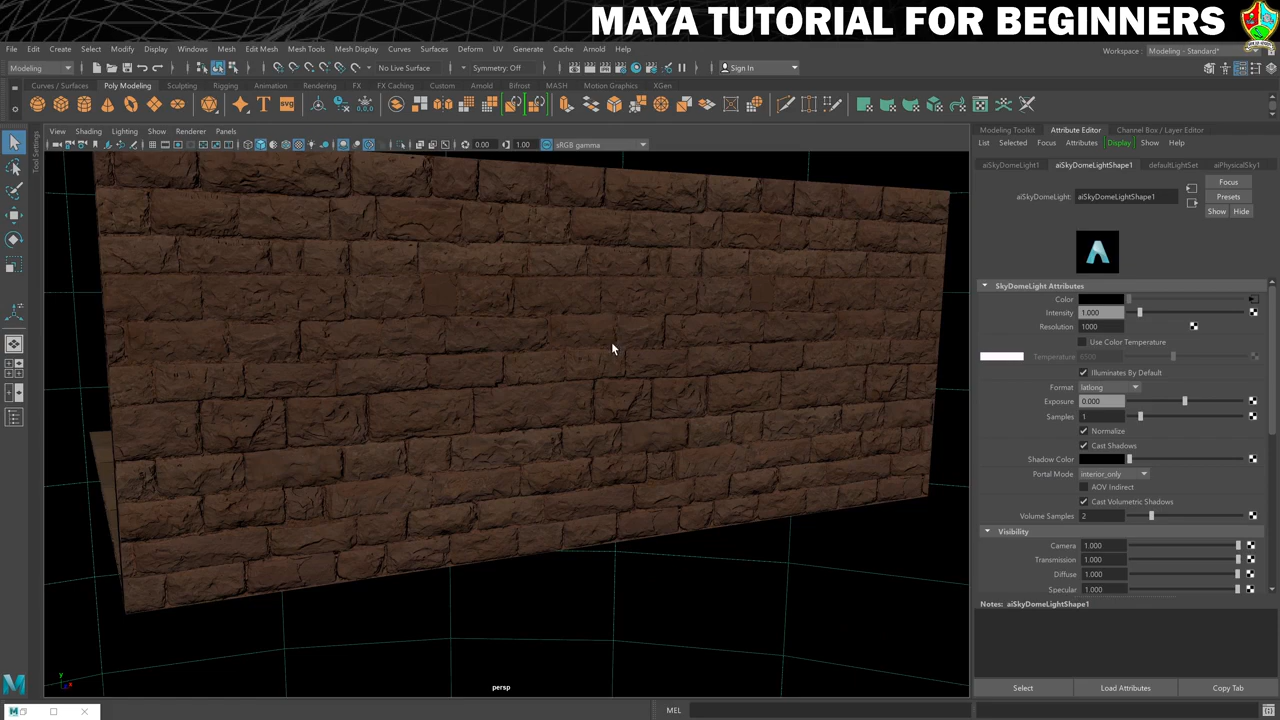 MAYA TUTORIAL FOR BEGINNERS
File Edit Create Select Modify Display Windows Mesh Edit Mesh Mesh Tools Mesh Display Curves Surfaces Deform UV Generate Cache Arnold Help
Workspace : Modeling - Standard*
Modeling No Live Surface Symmetry: Off Sign In
Curves / Surfaces Poly Modeling Sculpting Rigging Animation Rendering FX FX Caching Custom Arnold Bifrost MASH Motion Graphics XGen
SVG
View Shading Lighting Show Renderer Panels
0.00 1.00 sRGB gamma
Tool Settings
Modeling Toolkit Attribute Editor Channel Box / Layer Editor
List Selected Focus Attributes Display Show Help
aiSkyDomeLight1 aiSkyDomeLightShape1 defaultLightSet aiPhysicalSky1
Focus
aiSkyDomeLight: aiSkyDomeLightShape1
Presets
Show Hide
SkyDomeLight Attributes
Color
Intensity 1.000
Resolution 1000
Use Color Temperature
Temperature 6500
Illuminates By Default
Format latlong
Exposure 0.000
Samples 1
Normalize
Cast Shadows
Shadow Color
Portal Mode interior_only
AOV Indirect
Cast Volumetric Shadows
Volume Samples 2
Visibility
Camera 1.000
Transmission 1.000
Diffuse 1.000
Specular 1.000
Notes: aiSkyDomeLightShape1
Select Load Attributes Copy Tab
persp
y
MEL